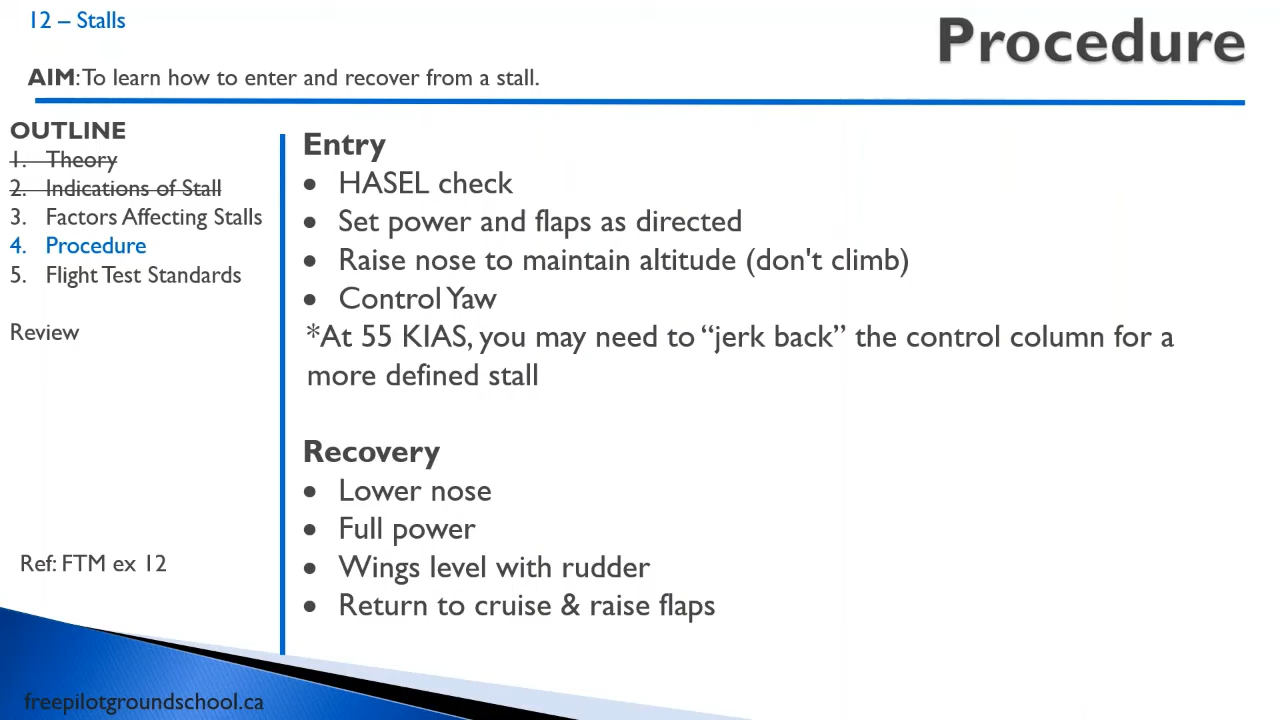 12 – Stalls
Procedure
AIM: To learn how to enter and recover from a stall.
OUTLINE
1. Theory
2. Indications of Stall
3. Factors Affecting Stalls
4. Procedure
5. Flight Test Standards
Review
Ref: FTM ex 12
freepilotgroundschool.ca
Entry
• HASEL check
• Set power and flaps as directed
• Raise nose to maintain altitude (don't climb)
• Control Yaw
*At 55 KIAS, you may need to “jerk back” the control column for a
more defined stall
Recovery
• Lower nose
• Full power
• Wings level with rudder
• Return to cruise & raise flaps